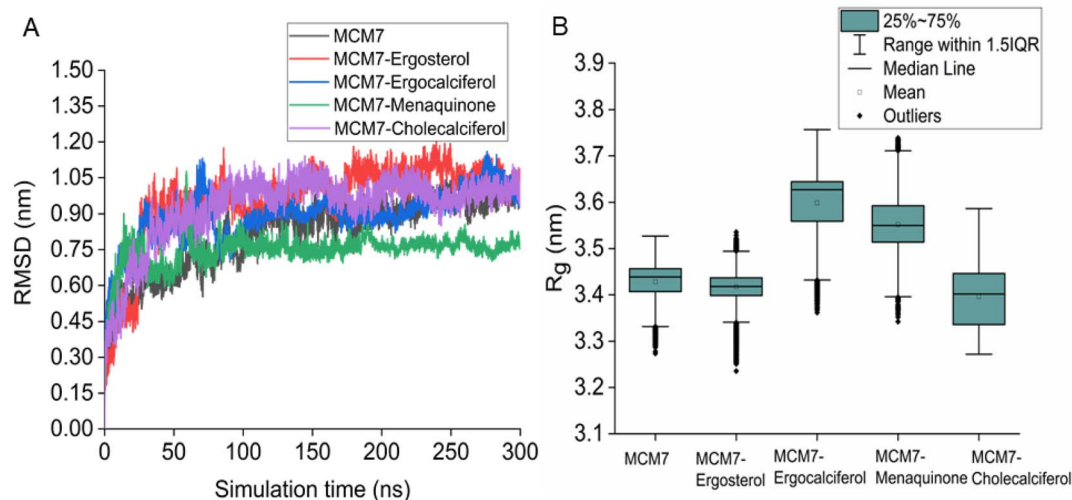 A
MCM7
MCM7-Ergosterol
MCM7-Ergocalciferol
MCM7-Menaquinone
MCM7-Cholecalciferol
RMSD (nm)
1.50
1.35
1.20
1.05
0.90
0.75
0.60
0.45
0.30
0.15
0.00
0 50 100 150 200 250 300
Simulation time (ns)
B
25%~75%
Range within 1.5IQR
Median Line
Mean
Outliers
Rg (nm)
3.9
3.8
3.7
3.6
3.5
3.4
3.3
3.2
3.1
MCM7
MCM7-
Ergosterol
MCM7-
Ergocalciferol
MCM7-
Menaquinone
MCM7-
Cholecalciferol